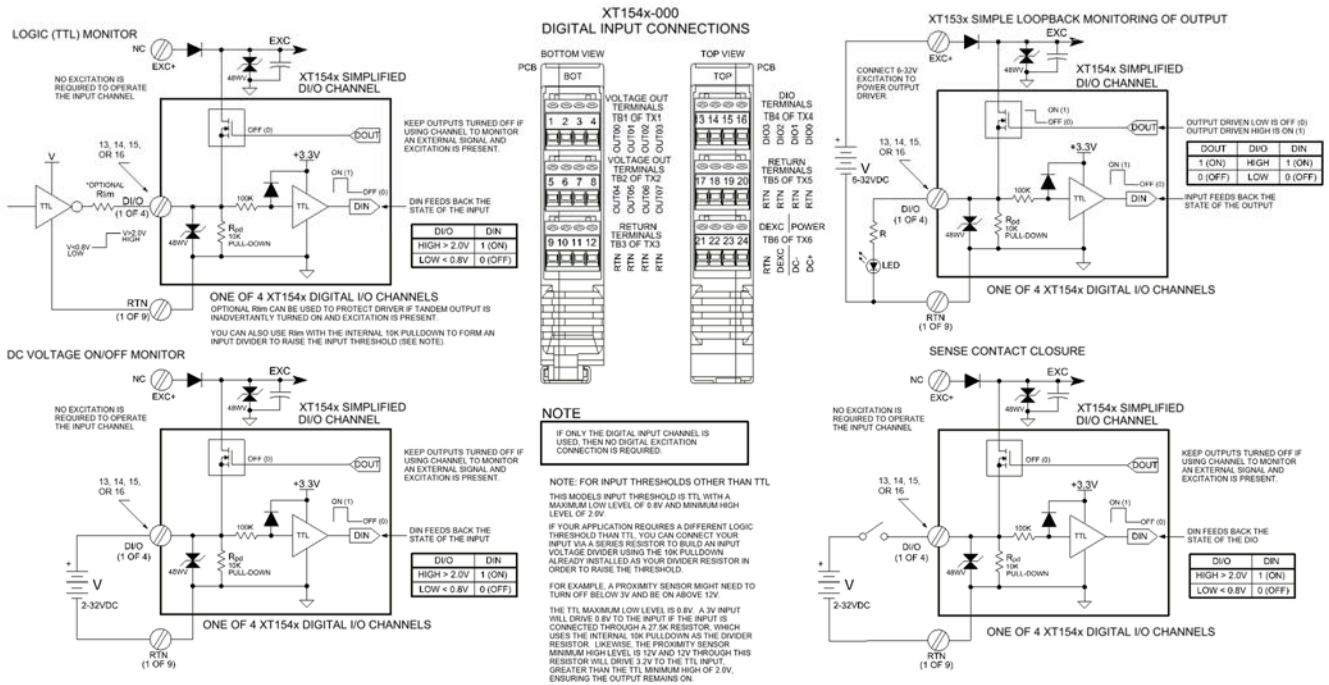 XT154x-000
DIGITAL INPUT CONNECTIONS
LOGIC (TTL) MONITOR
NC
EXC+
EXC
48WV
NO EXCITATION IS
REQUIRED TO OPERATE
THE INPUT CHANNEL
XT154x SIMPLIFIED
DI/O CHANNEL
OFF (0)
DOUT
KEEP OUTPUTS TURNED OFF IF
USING CHANNEL TO MONITOR
AN EXTERNAL SIGNAL AND
EXCITATION IS PRESENT.
13, 14, 15,
OR 16
V
*OPTIONAL
Rlim
TTL
DI/O
(1 OF 4)
V>2.0V
HIGH
V<0.8V
LOW
+3.3V
100K
TTL
ON (1)
OFF (0)
DIN
DIN FEEDS BACK THE
STATE OF THE INPUT
48WV
Rpd
10K
PULL-DOWN
DI/O DIN
HIGH > 2.0V 1 (ON)
LOW < 0.8V 0 (OFF)
RTN
(1 OF 9)
ONE OF 4 XT154x DIGITAL I/O CHANNELS
OPTIONAL Rlim CAN BE USED TO PROTECT DRIVER IF TANDEM OUTPUT IS
INADVERTANTLY TURNED ON AND EXCITATION IS PRESENT.
YOU CAN ALSO USE Rlim WITH THE INTERNAL 10K PULLDOWN TO FORM AN
INPUT DIVIDER TO RAISE THE INPUT THRESHOLD (SEE NOTE).
DC VOLTAGE ON/OFF MONITOR
NC
EXC+
EXC
48WV
NO EXCITATION IS
REQUIRED TO OPERATE
THE INPUT CHANNEL
XT154x SIMPLIFIED
DI/O CHANNEL
OFF (0)
DOUT
KEEP OUTPUTS TURNED OFF IF
USING CHANNEL TO MONITOR
AN EXTERNAL SIGNAL AND
EXCITATION IS PRESENT.
13, 14, 15,
OR 16
DI/O
(1 OF 4)
+3.3V
100K
TTL
ON (1)
OFF (0)
DIN
DIN FEEDS BACK THE
STATE OF THE INPUT
+
V
2-32VDC
48WV
Rpd
10K
PULL-DOWN
DI/O DIN
HIGH > 2.0V 1 (ON)
LOW < 0.8V 0 (OFF)
ONE OF 4 XT154x DIGITAL I/O CHANNELS
RTN
(1 OF 9)
BOTTOM VIEW
PCB
BOT
VOLTAGE OUT
TERMINALS
TB1 OF TX1
1 2 3 4
OUT00
OUT01
OUT02
OUT03
VOLTAGE OUT
TERMINALS
TB2 OF TX2
5 6 7 8
OUT04
OUT05
OUT06
OUT07
RETURN
TERMINALS
TB3 OF TX3
9 10 11 12
RTN
RTN
RTN
RTN
TOP VIEW
PCB
TOP
DIO
TERMINALS
TB4 OF TX4
13 14 15 16
DIO3
DIO2
DIO1
DIO0
RETURN
TERMINALS
TB5 OF TX5
17 18 19 20
RTN
RTN
RTN
RTN
DEXC POWER
TB6 OF TX6
21 22 23 24
RTN
DEXC
DC-
DC+
NOTE
IF ONLY THE DIGITAL INPUT CHANNEL IS
USED, THEN NO DIGITAL EXCITATION
CONNECTION IS REQUIRED.
NOTE: FOR INPUT THRESHOLDS OTHER THAN TTL
THIS MODELS INPUT THRESHOLD IS TTL WITH A
MAXIMUM LOW LEVEL OF 0.8V AND MINIMUM HIGH
LEVEL OF 2.0V.
IF YOUR APPLICATION REQUIRES A DIFFERENT LOGIC
THRESHOLD THAN TTL, YOU CAN CONNECT YOUR
INPUT VIA A SERIES RESISTOR TO BUILD AN INPUT
VOLTAGE DIVIDER USING THE 10K PULLDOWN
ALREADY INSTALLED AS YOUR DIVIDER RESISTOR IN
ORDER TO RAISE THE THRESHOLD.
FOR EXAMPLE, A PROXIMITY SENSOR MIGHT NEED TO
TURN OFF BELOW 3V AND BE ON ABOVE 12V.
THE TTL MAXIMUM LOW LEVEL IS 0.8V. A 3V INPUT
WILL DRIVE 0.8V TO THE INPUT IF THE INPUT IS
CONNECTED THROUGH A 27.5K RESISTOR, WHICH
USES THE INTERNAL 10K PULLDOWN AS THE DIVIDER
RESISTOR. LIKEWISE, THE PROXIMITY SENSOR
MINIMUM HIGH LEVEL IS 12V AND 12V THROUGH THIS
RESISTOR WILL DRIVE 3.2V TO THE TTL INPUT,
GREATER THAN THE TTL MINIMUM HIGH OF 2.0V,
ENSURING THE OUTPUT REMAINS ON.
XT153x SIMPLE LOOPBACK MONITORING OF OUTPUT
EXC+
EXC
48WV
CONNECT 6-32V
EXCITATION TO
POWER OUTPUT
DRIVER.
XT154x SIMPLIFIED
DI/O CHANNEL
ON (1)
OFF (0)
DOUT
OUTPUT DRIVEN LOW IS OFF (0)
OUTPUT DRIVEN HIGH IS ON (1)
DOUT DI/O DIN
1 (ON) HIGH 1 (ON)
0 (OFF) LOW 0 (OFF)
13, 14, 15,
OR 16
+
V
6-32VDC
DI/O
(1 OF 4)
+3.3V
100K
TTL
ON (1)
OFF (0)
DIN
INPUT FEEDS BACK THE
STATE OF THE OUTPUT
R
LED
48WV
Rpd
10K
PULL-DOWN
ONE OF 4 XT154x DIGITAL I/O CHANNELS
RTN
(1 OF 9)
SENSE CONTACT CLOSURE
NC
EXC+
EXC
48WV
NO EXCITATION IS
REQUIRED TO OPERATE
THE INPUT CHANNEL
XT154x SIMPLIFIED
DI/O CHANNEL
OFF (0)
DOUT
KEEP OUTPUTS TURNED OFF IF
USING CHANNEL TO MONITOR
AN EXTERNAL SIGNAL AND
EXCITATION IS PRESENT.
13, 14, 15,
OR 16
DI/O
(1 OF 4)
+3.3V
100K
TTL
ON (1)
OFF (0)
DIN
DIN FEEDS BACK THE
STATE OF THE DIO
+
V
2-32VDC
48WV
Rpd
10K
PULL-DOWN
DI/O DIN
HIGH > 2.0V 1 (ON)
LOW < 0.8V 0 (OFF)
ONE OF 4 XT154x DIGITAL I/O CHANNELS
RTN
(1 OF 9)